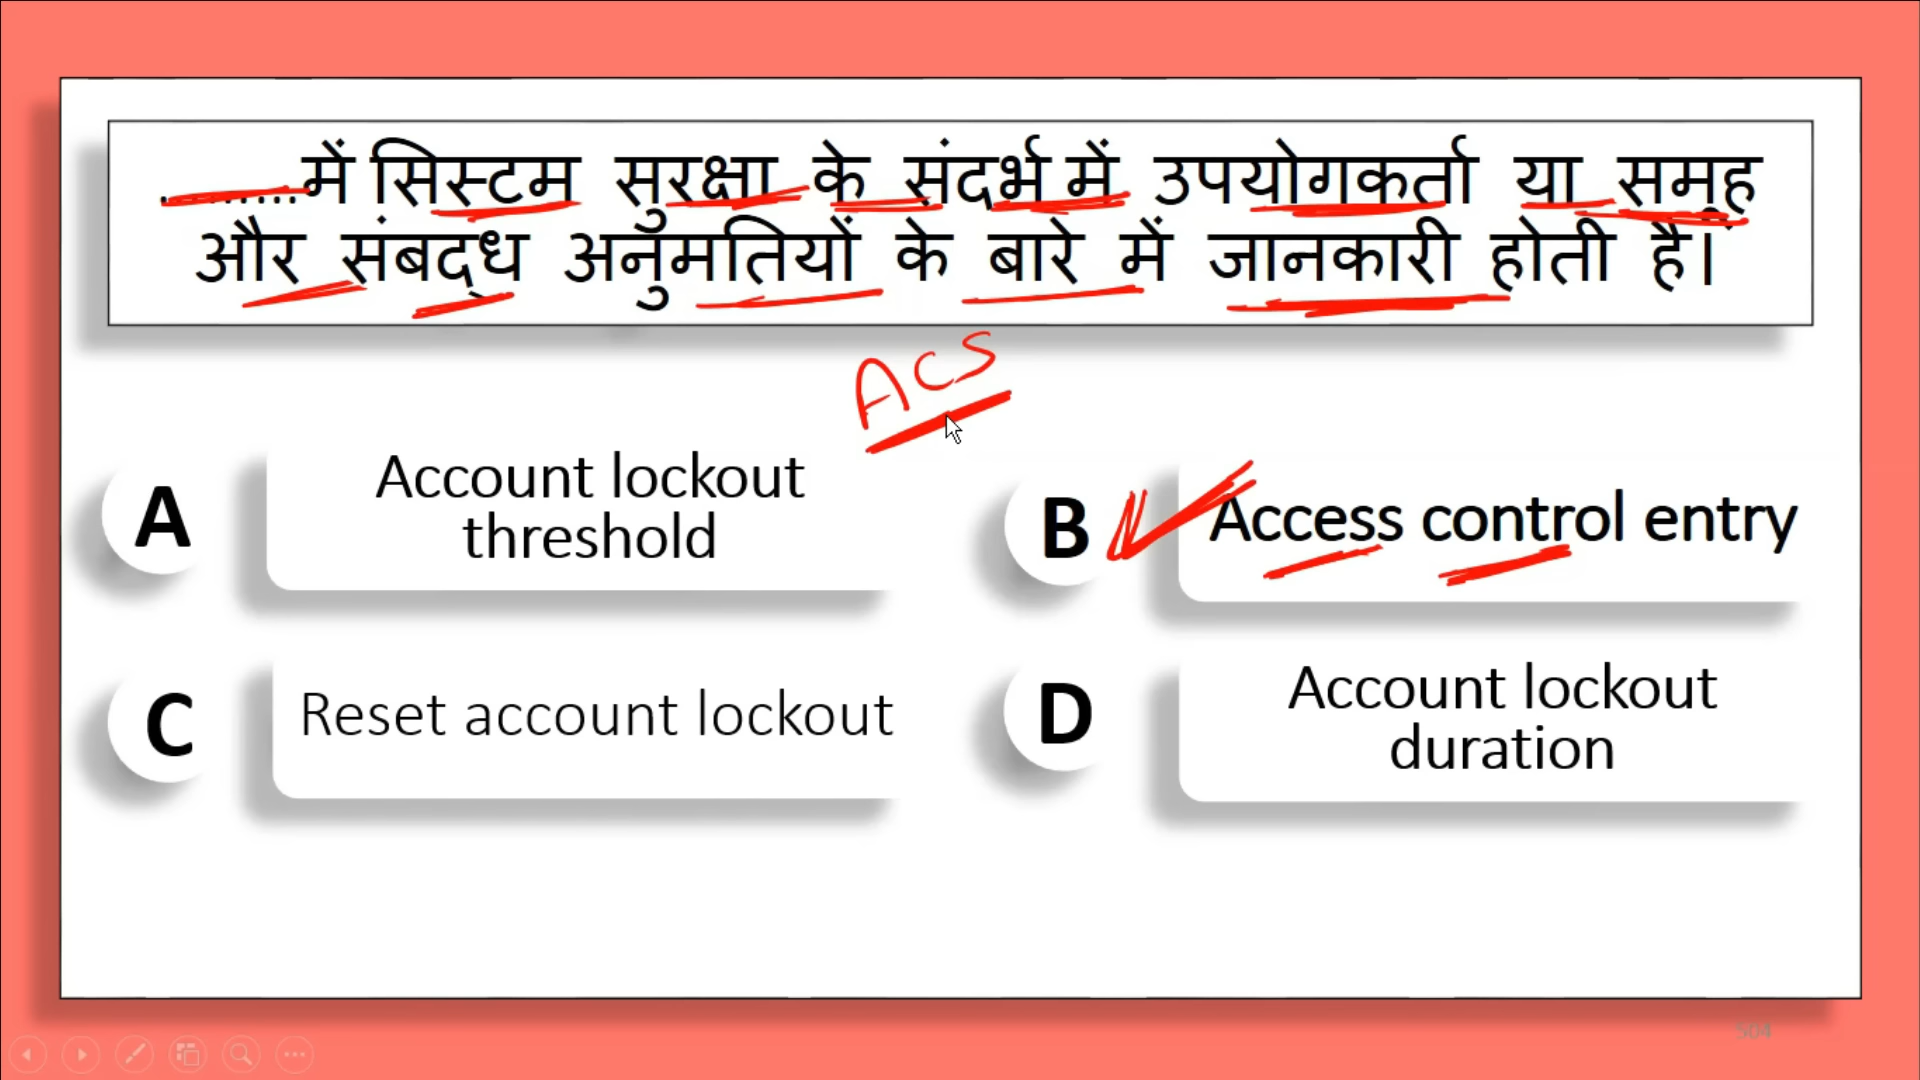 ..........में सिस्टम सुरक्षा के संदर्भ में उपयोगकर्ता या समूह
और संबद्ध अनुमतियों के बारे में जानकारी होती है।
ACS
A
Account lockout
threshold
B
Access control entry
C
Reset account lockout
D
Account lockout
duration
504